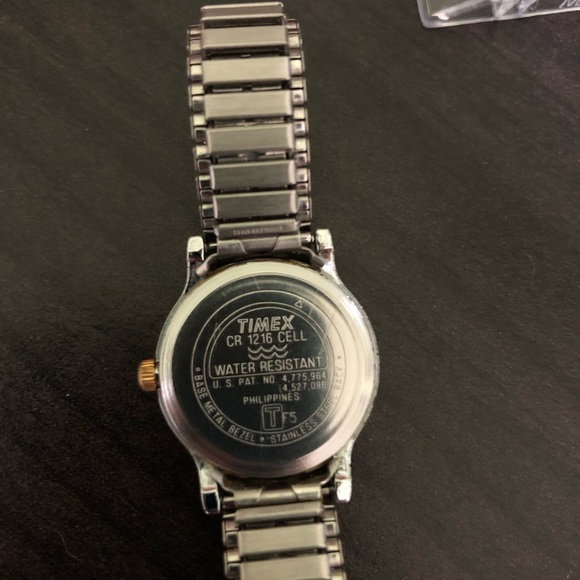 TIMEX
CR 1216 CELL
WATER RESISTANT
U.S. PAT. NO. 4,775,964
4,527,096
PHILIPPINES
T F5
• BASE METAL BEZEL • STAINLESS STEEL BACK •